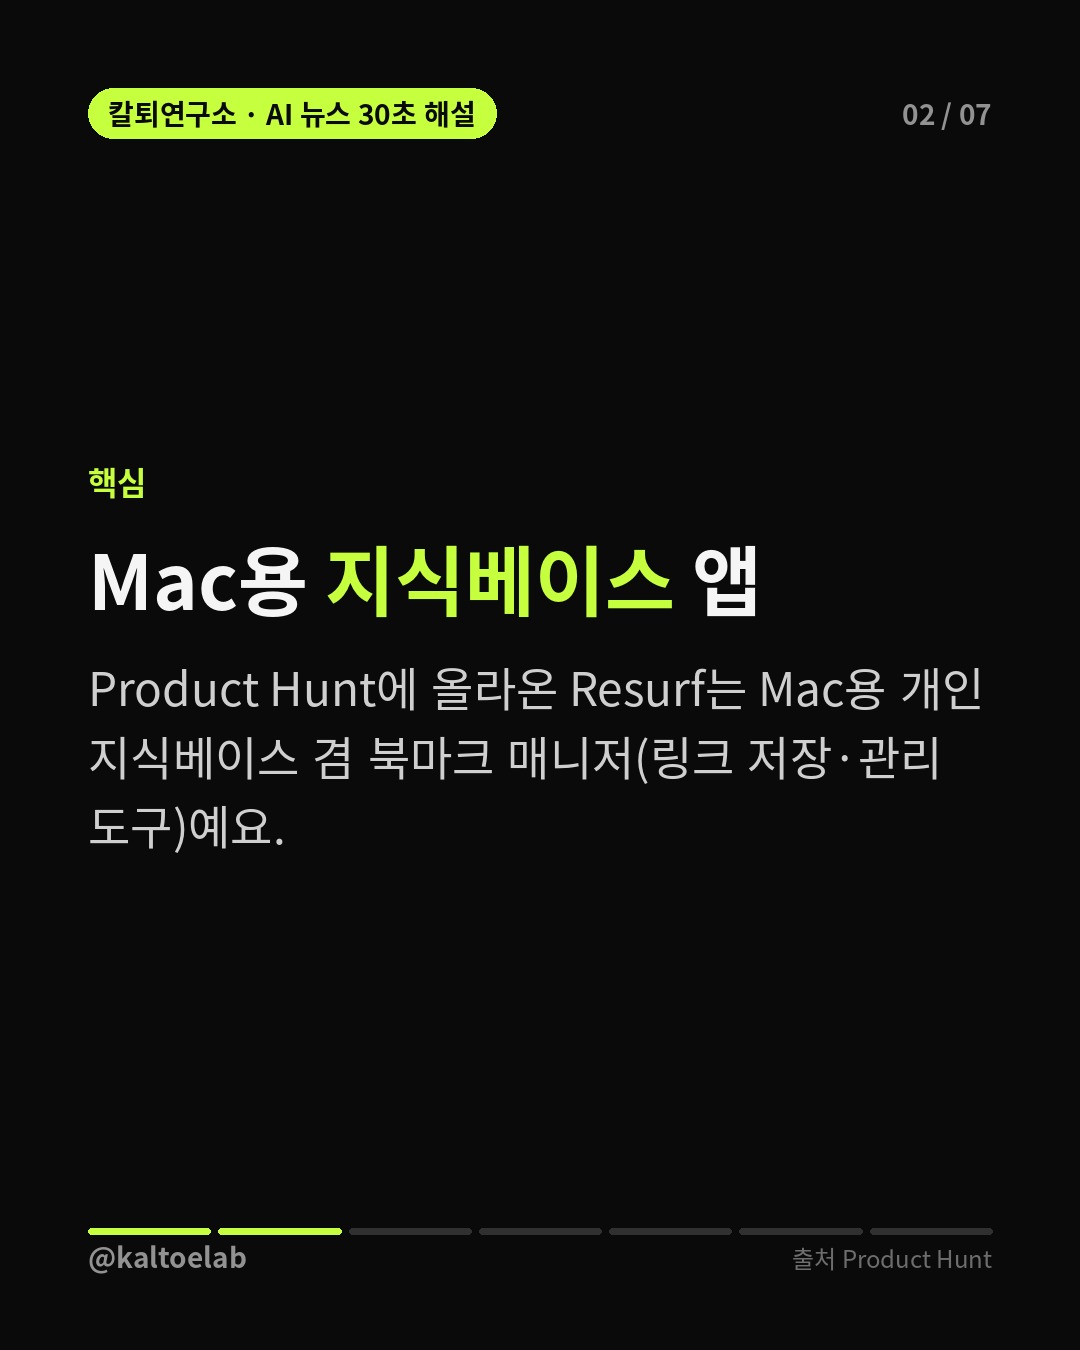 칼퇴연구소 · AI 뉴스 30초 해설
02 / 07
핵심
Mac용 지식베이스 앱
Product Hunt에 올라온 Resurf는 Mac용 개인
지식베이스 겸 북마크 매니저(링크 저장·관리
도구)예요.
@kaltoelab
출처 Product Hunt